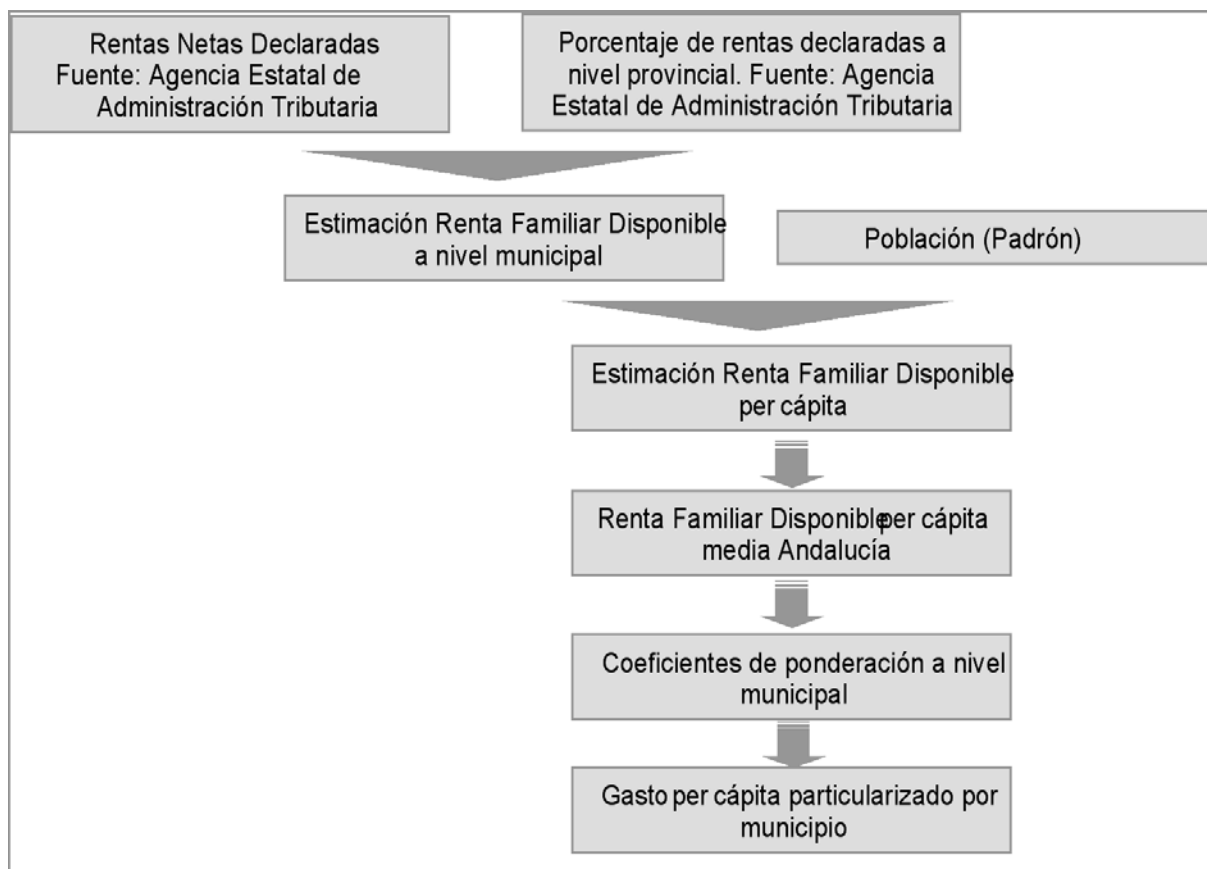 Rentas Netas Declaradas
Fuente: Agencia Estatal de
Administración Tributaria
Porcentaje de rentas declaradas a
nivel provincial. Fuente: Agencia
Estatal de Administración Tributaria
Estimación Renta Familiar Disponible
a nivel municipal
Población (Padrón)
Estimación Renta Familiar Disponible
per cápita
Renta Familiar Disponible per cápita
media Andalucía
Coeficientes de ponderación a nivel
municipal
Gasto per cápita particularizado por
municipio